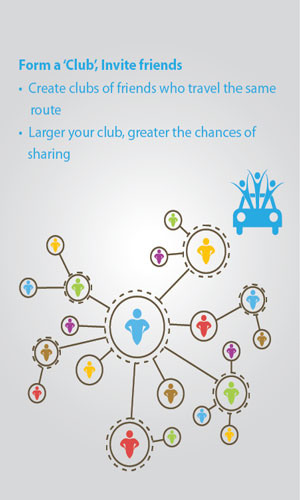 Form a ‘Club’, Invite friends
• Create clubs of friends who travel the same
route
• Larger your club, greater the chances of
sharing